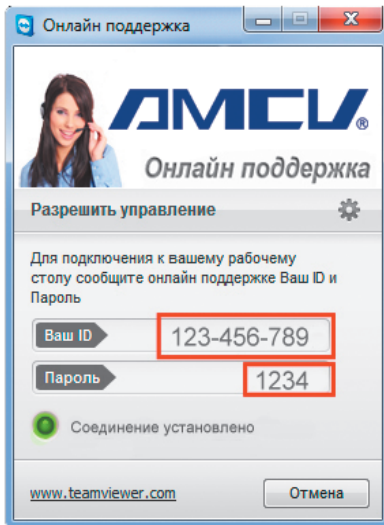 Онлайн поддержка
AMCV®
Онлайн поддержка
Разрешить управление
Для подключения к вашему рабочему
столу сообщите онлайн поддержке Ваш ID и
Пароль
Ваш ID 123-456-789
Пароль 1234
Соединение установлено
www.teamviewer.com Отмена